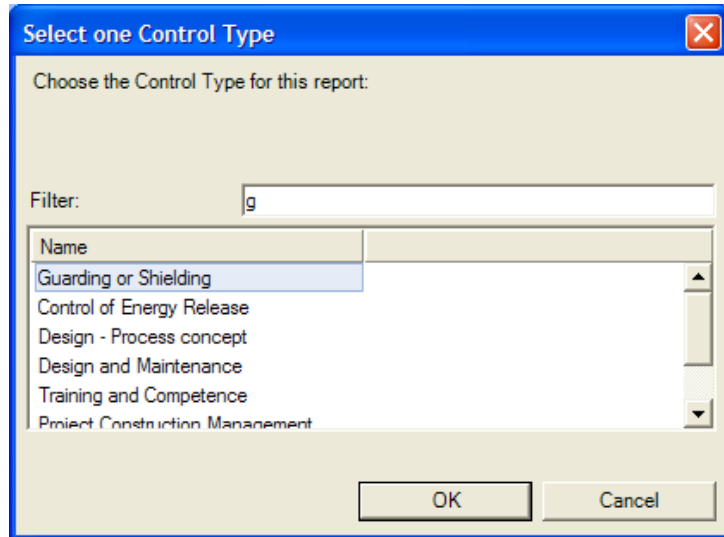 Select one Control Type
Choose the Control Type for this report:
Filter: g
Name
Guarding or Shielding
Control of Energy Release
Design - Process concept
Design and Maintenance
Training and Competence
Project Construction Management
OK Cancel